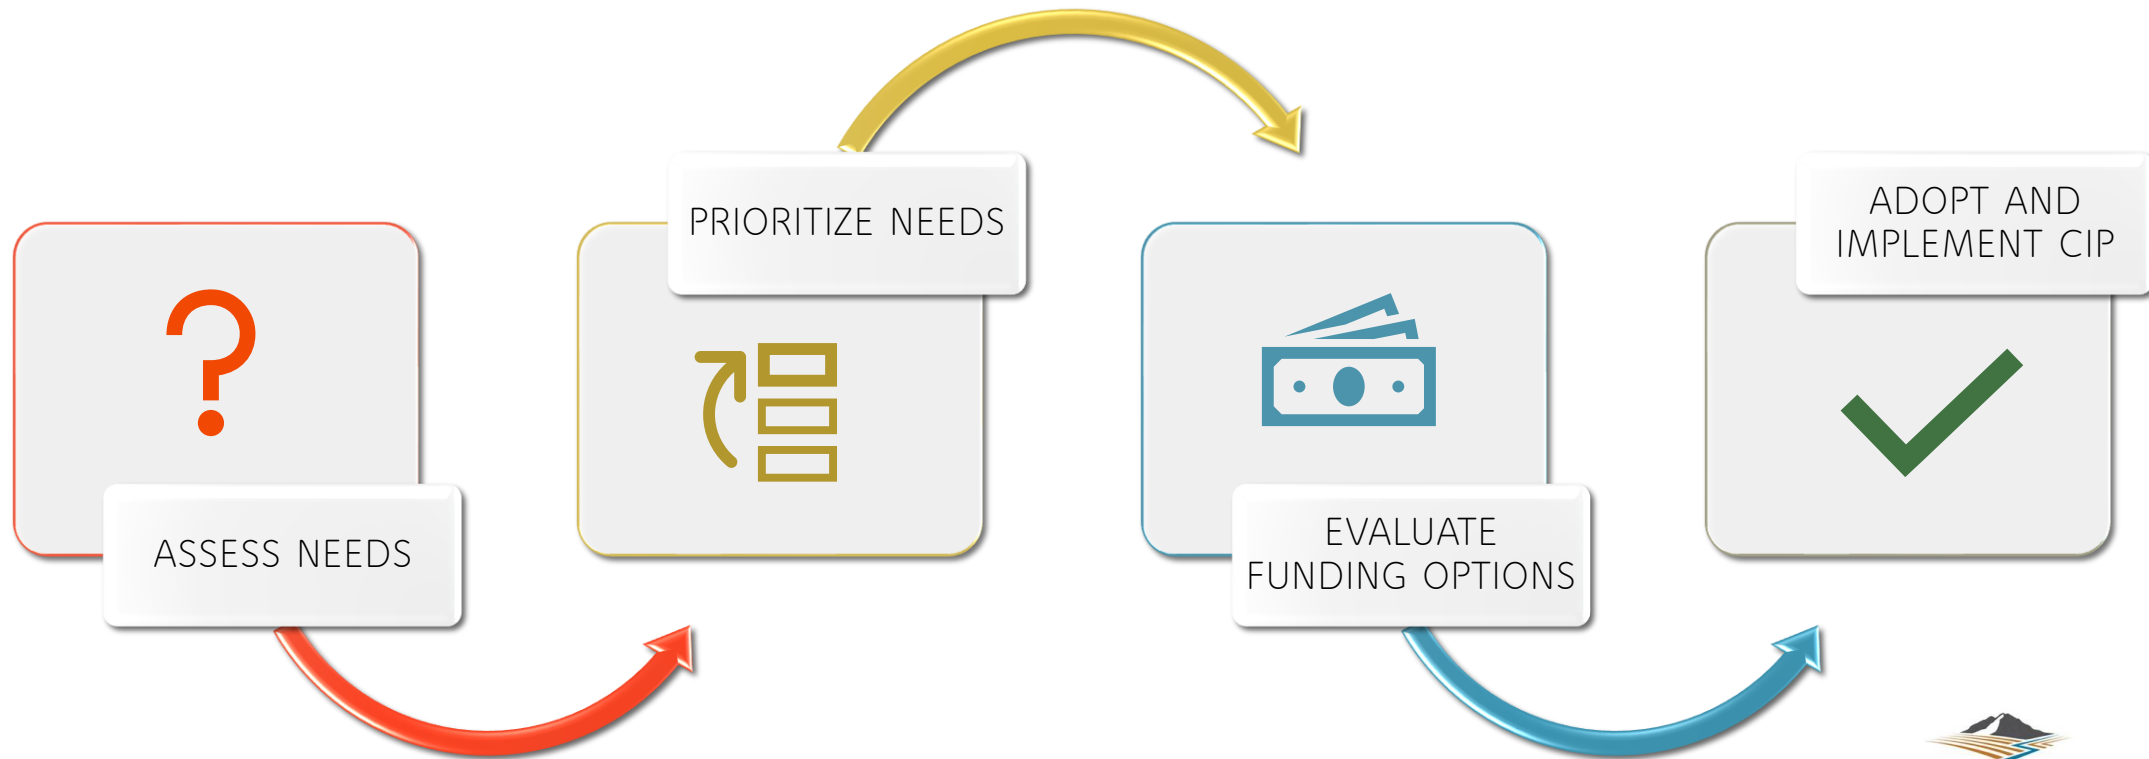 ASSESS NEEDS
PRIORITIZE NEEDS
EVALUATE
FUNDING OPTIONS
ADOPT AND
IMPLEMENT CIP